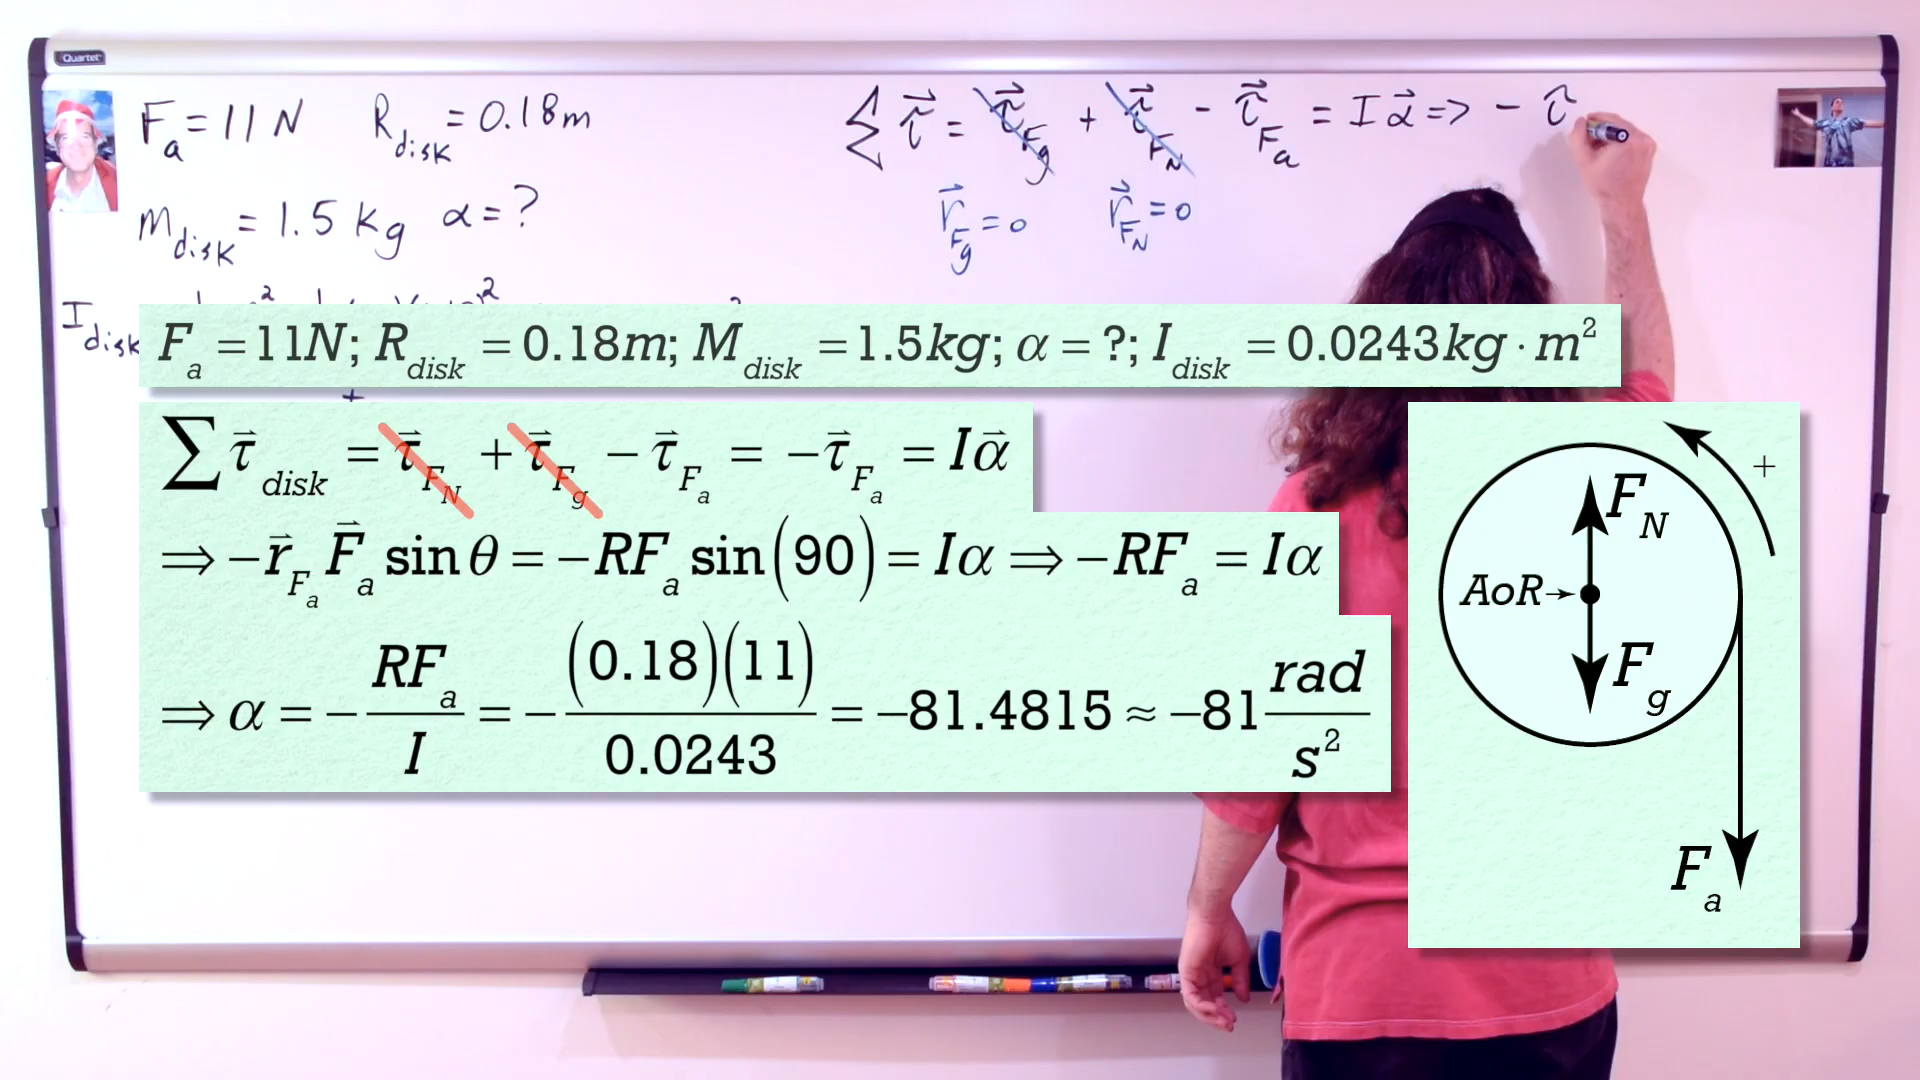 Quartet
F_a = 11 N R_disk = 0.18 m
M_disk = 1.5 kg α = ?
Σ τ⃗ = τ⃗_Fg + τ⃗_FN - τ⃗_Fa = I α⃗ => - τ
r⃗_Fg = 0 r⃗_FN = 0
I_disk
F_a = 11N; R_disk = 0.18m; M_disk = 1.5kg; α = ?; I_disk = 0.0243kg · m²
∑ τ⃗_disk = τ⃗_FN + τ⃗_Fg − τ⃗_Fa = −τ⃗_Fa = Iα⃗
⇒ −r⃗_Fa F⃗_a sin θ = −RF_a sin(90) = Iα ⇒ −RF_a = Iα
⇒ α = − RF_a / I = − (0.18)(11) / 0.0243 = −81.4815 ≈ −81 rad / s²
+
F_N
AoR→
F_g
F_a